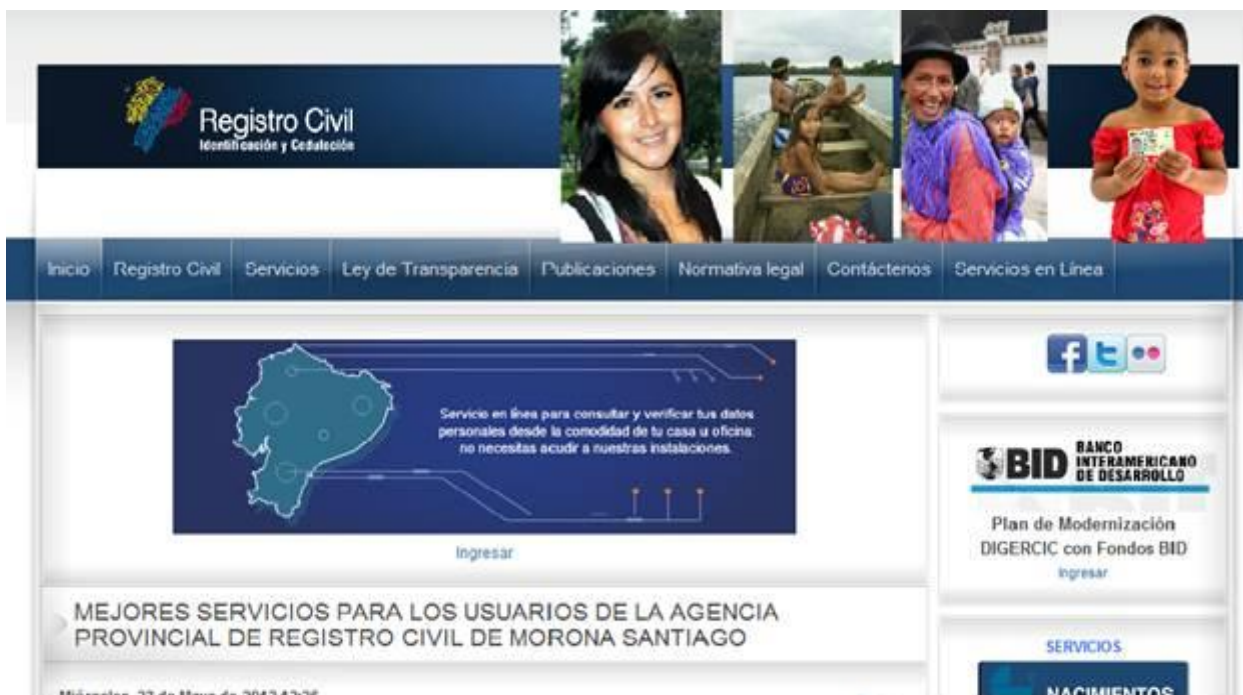 Registro Civil
Identificación y Cedulación
Inicio
Registro Civil
Servicios
Ley de Transparencia
Publicaciones
Normativa legal
Contáctenos
Servicios en Línea
Servicio en línea para consultar y verificar tus datos
personales desde la comodidad de tu casa u oficina:
no necesitas acudir a nuestras instalaciones.
Ingresar
MEJORES SERVICIOS PARA LOS USUARIOS DE LA AGENCIA
PROVINCIAL DE REGISTRO CIVIL DE MORONA SANTIAGO
BID
BANCO
INTERAMERICANO
DE DESARROLLO
Plan de Modernización
DIGERCIC con Fondos BID
Ingresar
SERVICIOS
NACIMIENTOS